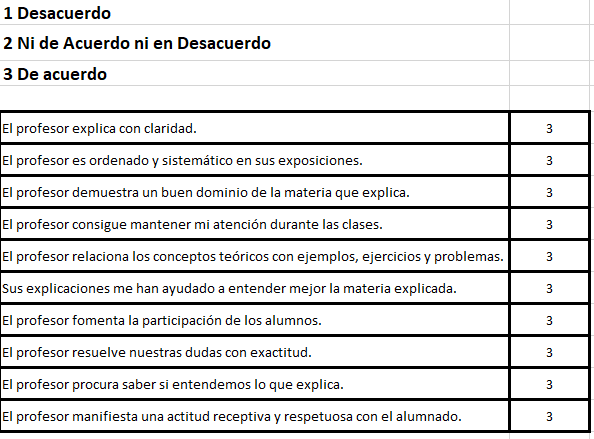 1 Desacuerdo
2 Ni de Acuerdo ni en Desacuerdo
3 De acuerdo
El profesor explica con claridad. 3
El profesor es ordenado y sistemático en sus exposiciones. 3
El profesor demuestra un buen dominio de la materia que explica. 3
El profesor consigue mantener mi atención durante las clases. 3
El profesor relaciona los conceptos teóricos con ejemplos, ejercicios y problemas. 3
Sus explicaciones me han ayudado a entender mejor la materia explicada. 3
El profesor fomenta la participación de los alumnos. 3
El profesor resuelve nuestras dudas con exactitud. 3
El profesor procura saber si entendemos lo que explica. 3
El profesor manifiesta una actitud receptiva y respetuosa con el alumnado. 3